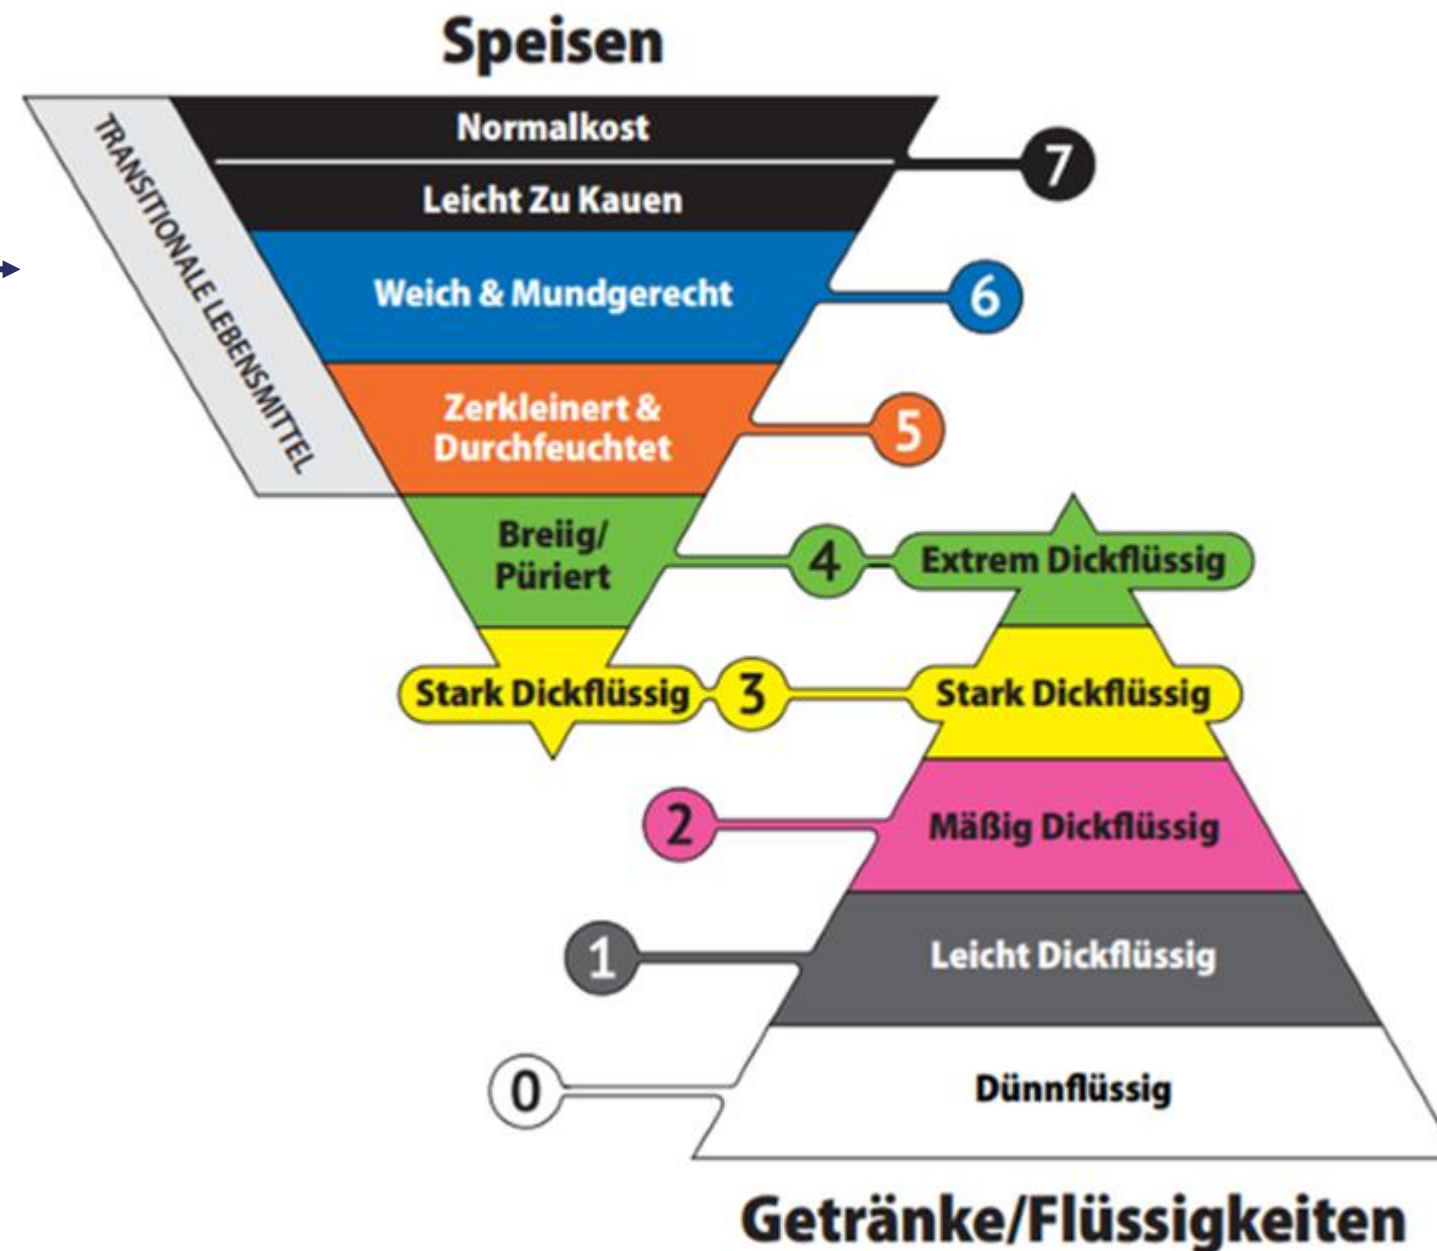 Speisen
TRANSITIONALE LEBENSMITTEL
Normalkost
7
Leicht Zu Kauen
Weich & Mundgerecht
6
Zerkleinert &
Durchfeuchtet
5
Breiig/
Püriert
4
Extrem Dickflüssig
Stark Dickflüssig
3
Stark Dickflüssig
2
Mäßig Dickflüssig
1
Leicht Dickflüssig
0
Dünnflüssig
Getränke/Flüssigkeiten